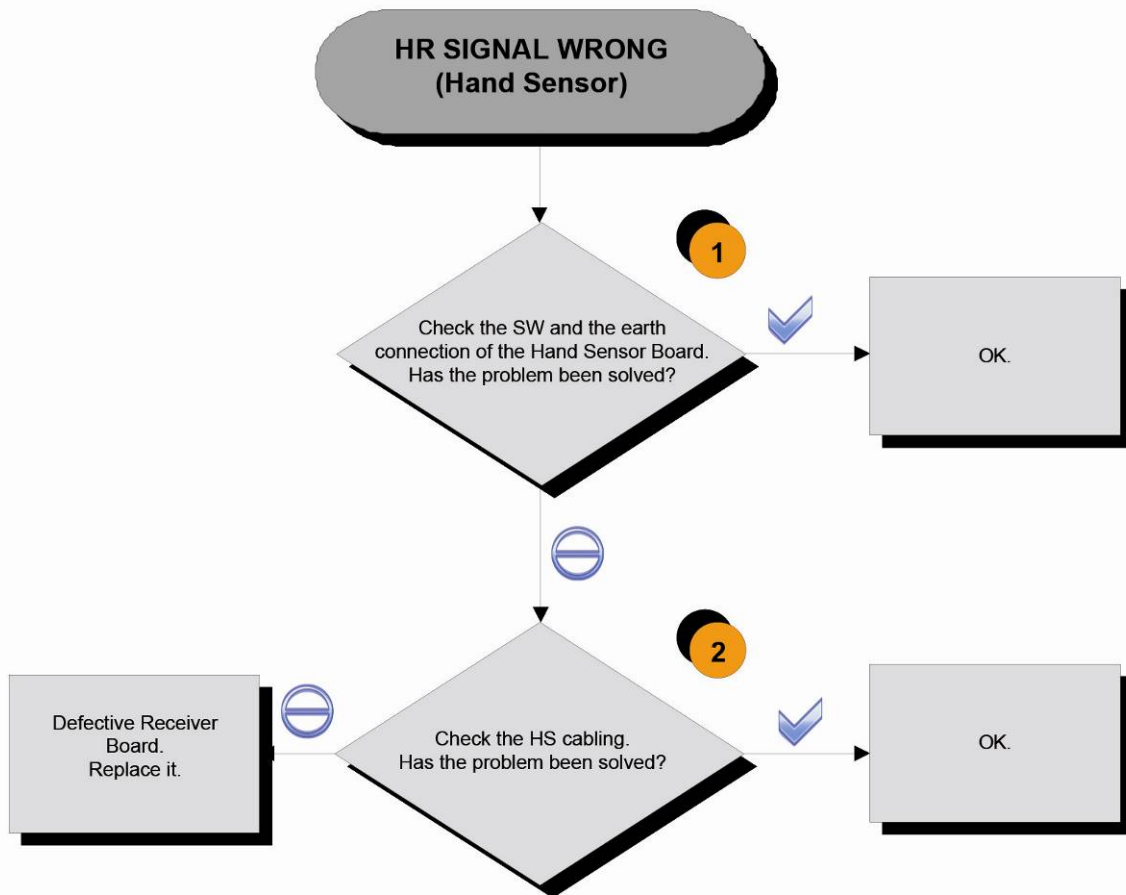 HR SIGNAL WRONG
(Hand Sensor)
1
Check the SW and the earth
connection of the Hand Sensor Board.
Has the problem been solved?
OK.
2
Defective Receiver
Board.
Replace it.
Check the HS cabling.
Has the problem been solved?
OK.